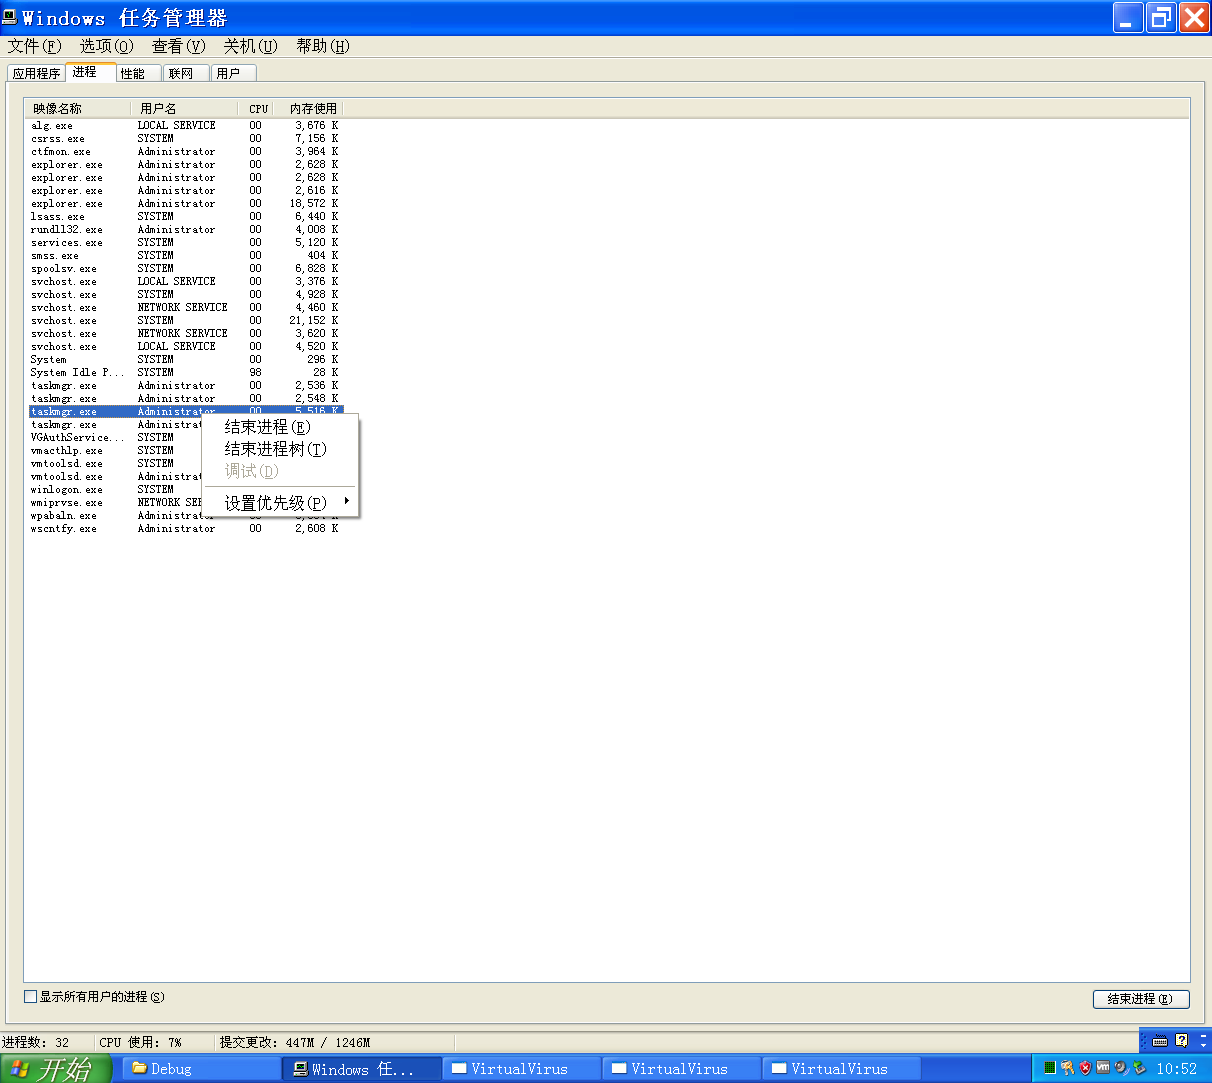 Windows 任务管理器
文件(F) 选项(O) 查看(V) 关机(U) 帮助(H)
应用程序 进程 性能 联网 用户
映像名称 用户名 CPU 内存使用
alg.exe LOCAL SERVICE 00 3,676 K
csrss.exe SYSTEM 00 7,156 K
ctfmon.exe Administrator 00 3,964 K
explorer.exe Administrator 00 2,628 K
explorer.exe Administrator 00 2,628 K
explorer.exe Administrator 00 2,616 K
explorer.exe Administrator 00 18,572 K
lsass.exe SYSTEM 00 6,440 K
rundll32.exe Administrator 00 4,008 K
services.exe SYSTEM 00 5,120 K
smss.exe SYSTEM 00 404 K
spoolsv.exe SYSTEM 00 6,828 K
svchost.exe LOCAL SERVICE 00 3,376 K
svchost.exe SYSTEM 00 4,928 K
svchost.exe NETWORK SERVICE 00 4,460 K
svchost.exe SYSTEM 00 21,152 K
svchost.exe NETWORK SERVICE 00 3,620 K
svchost.exe LOCAL SERVICE 00 4,520 K
System SYSTEM 00 296 K
System Idle P... SYSTEM 98 28 K
taskmgr.exe Administrator 00 2,536 K
taskmgr.exe Administrator 00 2,548 K
taskmgr.exe Administrator 00 5,516 K
taskmgr.exe Administrat
VGAuthService... SYSTEM
vmacthlp.exe SYSTEM
vmtoolsd.exe SYSTEM
vmtoolsd.exe Administrat
winlogon.exe SYSTEM
wmiprvse.exe NETWORK SER
wpabaln.exe Administrator
wscntfy.exe Administrator 00 2,608 K
结束进程(E)
结束进程树(T)
调试(D)
设置优先级(P)
显示所有用户的进程(S)
结束进程(E)
进程数: 32 CPU 使用: 7% 提交更改: 447M / 1246M
开始 Debug Windows 任... VirtualVirus VirtualVirus VirtualVirus 10:52